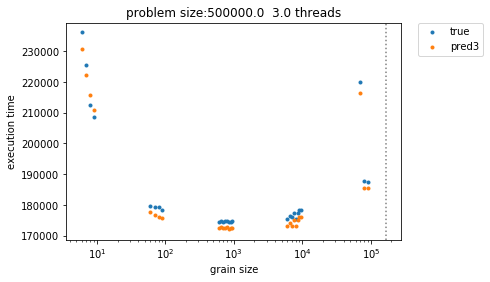 problem size:500000.0  3.0 threads
true
pred3
execution time
230000
220000
210000
200000
190000
180000
170000
10^1
10^2
10^3
10^4
10^5
grain size